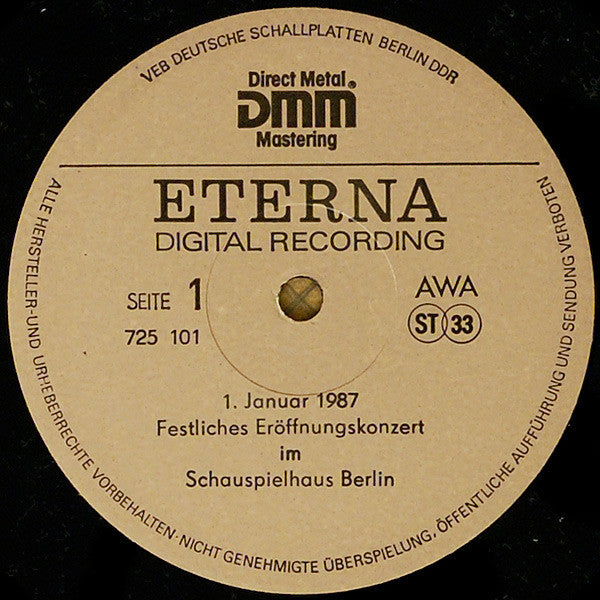 VEB DEUTSCHE SCHALLPLATTEN BERLIN DDR
Direct Metal
DMM®
Mastering
ETERNA
DIGITAL RECORDING
SEITE 1
725 101
AWA
ST 33
1. Januar 1987
Festliches Eröffnungskonzert
im
Schauspielhaus Berlin
ALLE HERSTELLER-UND URHEBERRECHTE VORBEHALTEN·NICHT GENEHMIGTE ÜBERSPIELUNG, ÖFFENTLICHE AUFFÜHRUNG UND SENDUNG VERBOTEN